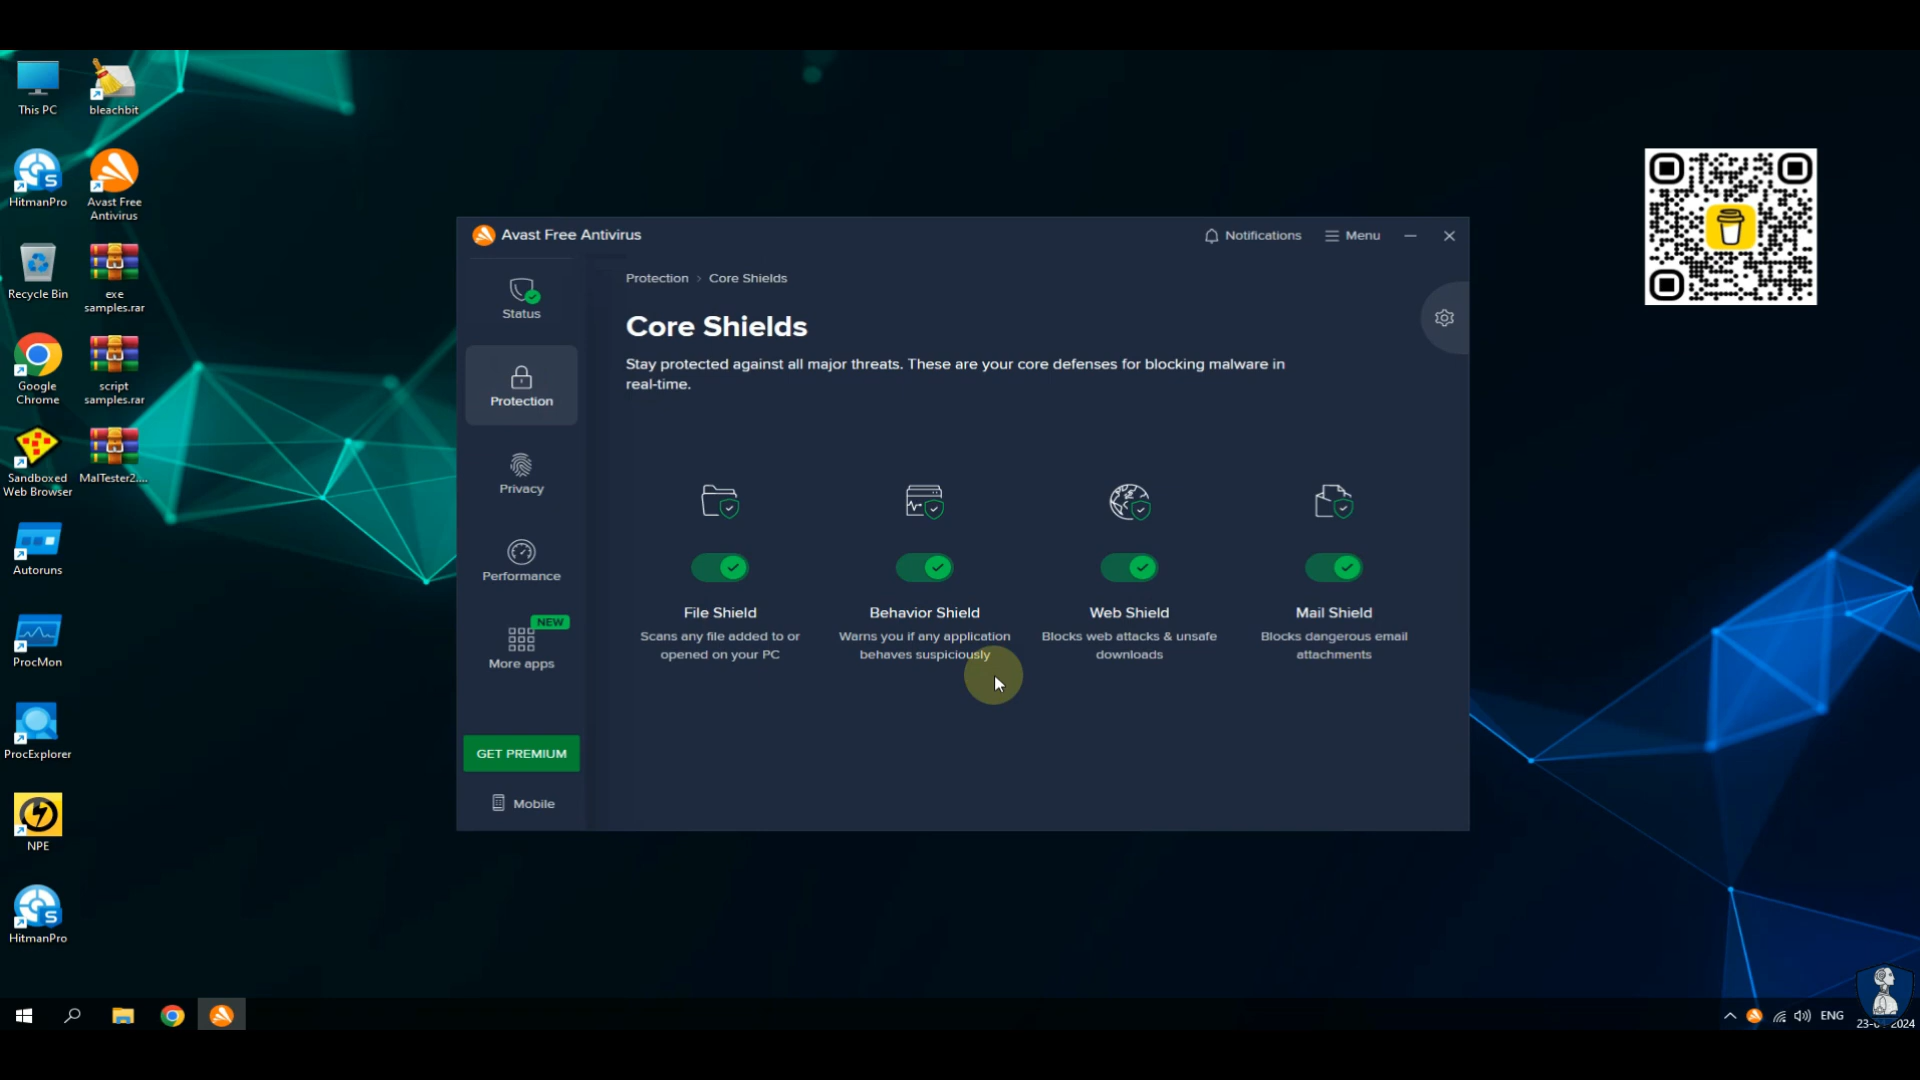 This PC
bleachbit
HitmanPro
Avast Free
Antivirus
Recycle Bin
exe
samples.rar
Google
Chrome
script
samples.rar
Sandboxed
Web Browser
MalTester2....
Autoruns
ProcMon
ProcExplorer
NPE
HitmanPro
Avast Free Antivirus
Notifications
Menu
Status
Protection
Privacy
Performance
NEW
More apps
GET PREMIUM
Mobile
Protection > Core Shields
Core Shields
Stay protected against all major threats. These are your core defenses for blocking malware in
real-time.
File Shield
Scans any file added to or
opened on your PC
Behavior Shield
Warns you if any application
behaves suspiciously
Web Shield
Blocks web attacks & unsafe
downloads
Mail Shield
Blocks dangerous email
attachments
ENG